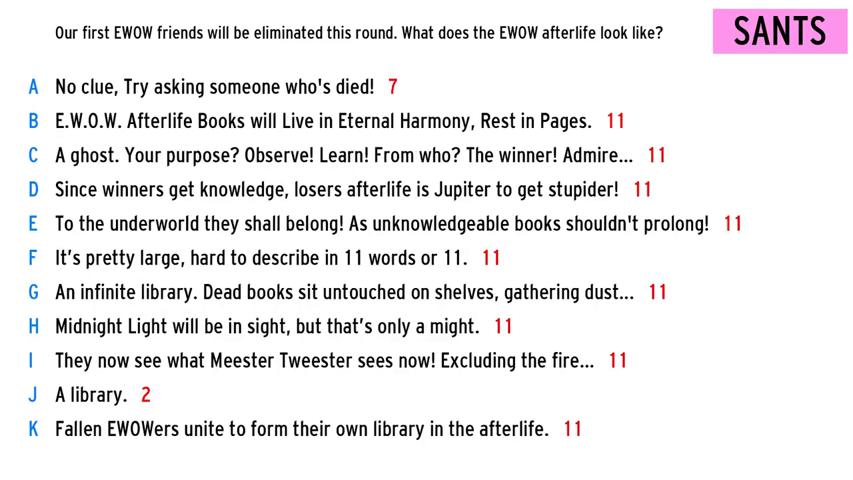 Our first EWOW friends will be eliminated this round. What does the EWOW afterlife look like?
SANTS
A No clue, Try asking someone who's died! 7
B E.W.O.W. Afterlife Books will Live in Eternal Harmony, Rest in Pages. 11
C A ghost. Your purpose? Observe! Learn! From who? The winner! Admire... 11
D Since winners get knowledge, losers afterlife is Jupiter to get stupider! 11
E To the underworld they shall belong! As unknowledgeable books shouldn't prolong! 11
F It’s pretty large, hard to describe in 11 words or 11. 11
G An infinite library. Dead books sit untouched on shelves, gathering dust... 11
H Midnight Light will be in sight, but that’s only a might. 11
I They now see what Meester Tweester sees now! Excluding the fire... 11
J A library. 2
K Fallen EWOWers unite to form their own library in the afterlife. 11